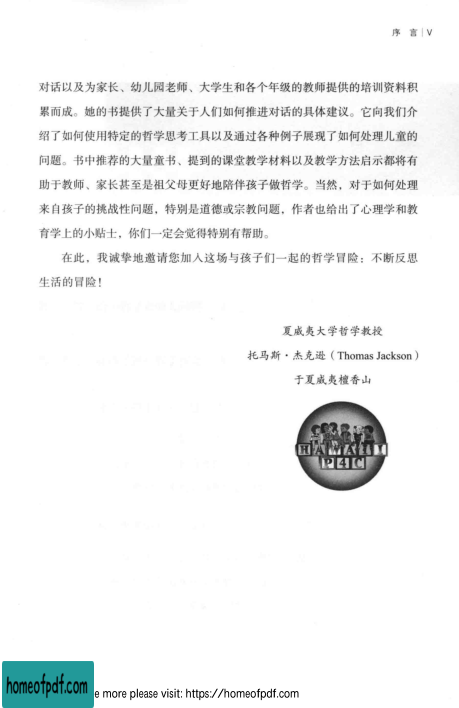 序 言 | V
对话以及为家长、幼儿园老师、大学生和各个年级的教师提供的培训资料积
累而成。她的书提供了大量关于人们如何推进对话的具体建议。它向我们介
绍了如何使用特定的哲学思考工具以及通过各种例子展现了如何处理儿童的
问题。书中推荐的大量童书、提到的课堂教学材料以及教学方法启示都将有
助于教师、家长甚至是祖父母更好地陪伴孩子做哲学。当然，对于如何处理
来自孩子的挑战性问题，特别是道德或宗教问题，作者也给出了心理学和教
育学上的小贴士，你们一定会觉得特别有帮助。
在此，我诚挚地邀请您加入这场与孩子们一起的哲学冒险：不断反思
生活的冒险！
夏威夷大学哲学教授
托马斯·杰克逊（Thomas Jackson）
于夏威夷檀香山
HAWAII
P4C
homeofpdf.com
e more please visit: https://homeofpdf.com